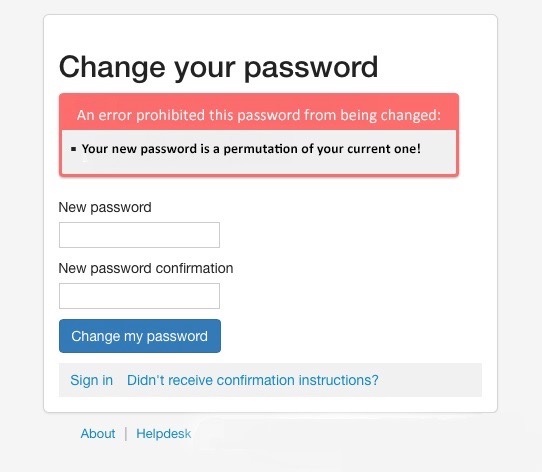 Change your password
An error prohibited this password from being changed:
▪ Your new password is a permutation of your current one!
New password
New password confirmation
Change my password
Sign in Didn't receive confirmation instructions?
About | Helpdesk